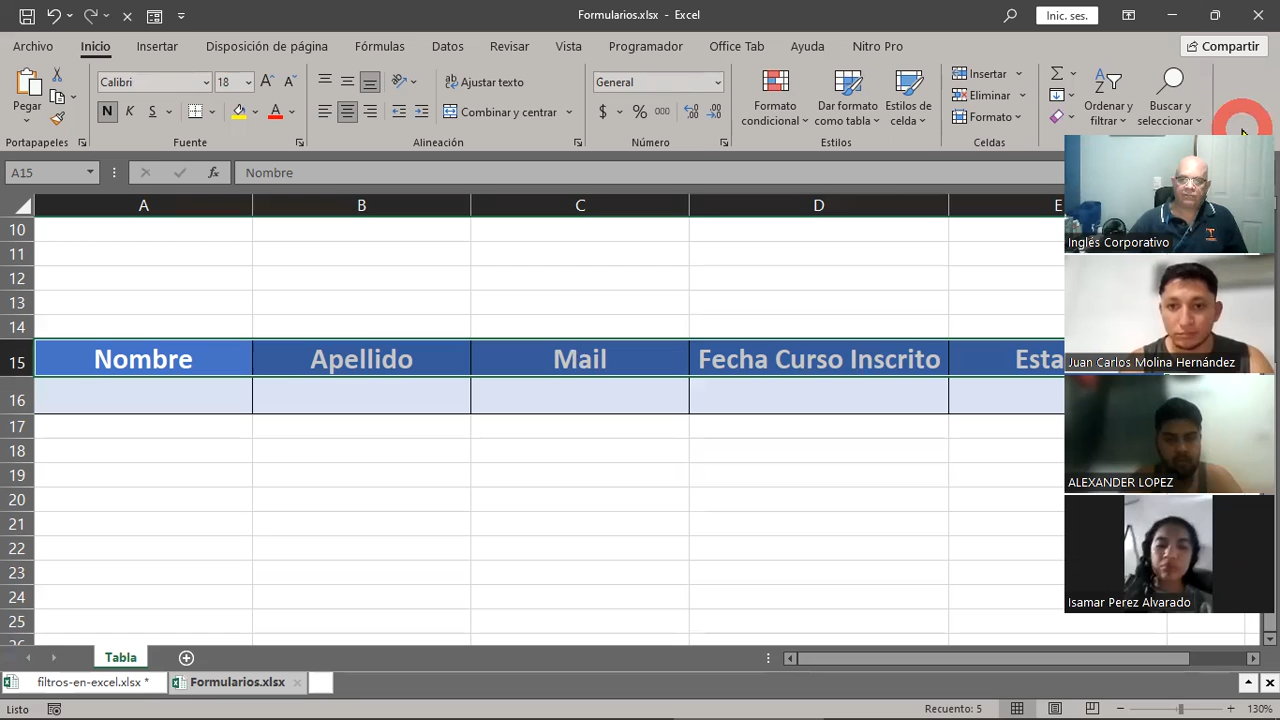 Formularios.xlsx - Excel
Inic. ses.
Archivo Inicio Insertar Disposición de página Fórmulas Datos Revisar Vista Programador Office Tab Ayuda Nitro Pro Compartir
Pegar
Calibri 18
N K S
Ajustar texto
Combinar y centrar
General
$ % 000
Formato condicional
Dar formato como tabla
Estilos de celda
Insertar
Eliminar
Formato
Ordenar y filtrar
Buscar y seleccionar
Portapapeles Fuente Alineación Número Estilos Celdas
A15 fx Nombre
A B C D E
10
11
12
13
14
15 Nombre Apellido Mail Fecha Curso Inscrito Esta
16
17
18
19
20
21
22
23
24
25
26
Inglés Corporativo
Juan Carlos Molina Hernández
ALEXANDER LOPEZ
Isamar Perez Alvarado
Tabla
filtros-en-excel.xlsx * Formularios.xlsx
Listo Recuento: 5 130%